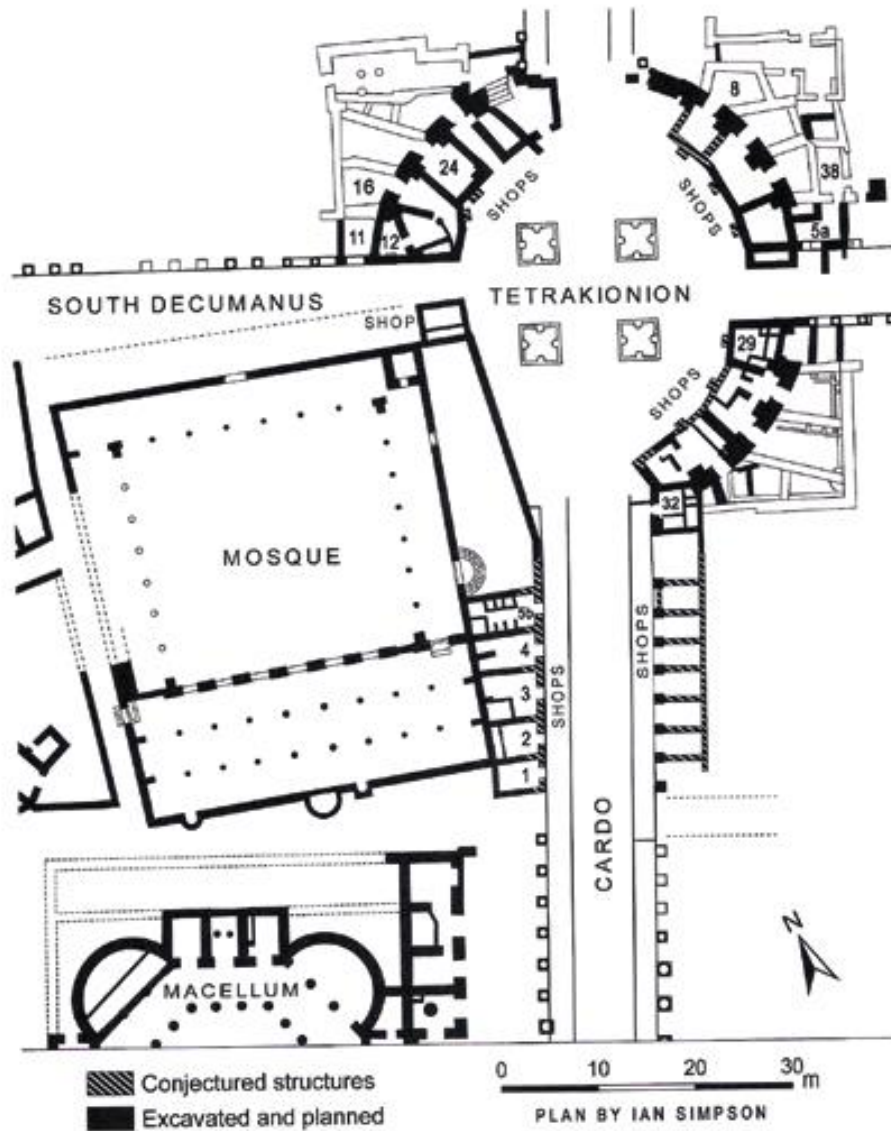 8
24
SHOPS
16
38
SHOPS
11
12
5a
SOUTH DECUMANUS
TETRAKIONION
SHOP
29
SHOPS
32
MOSQUE
5b
4
SHOPS
3
SHOPS
2
1
CARDO
N
MACELLUM
Conjectured structures
Excavated and planned
0 10 20 30
m
PLAN BY IAN SIMPSON